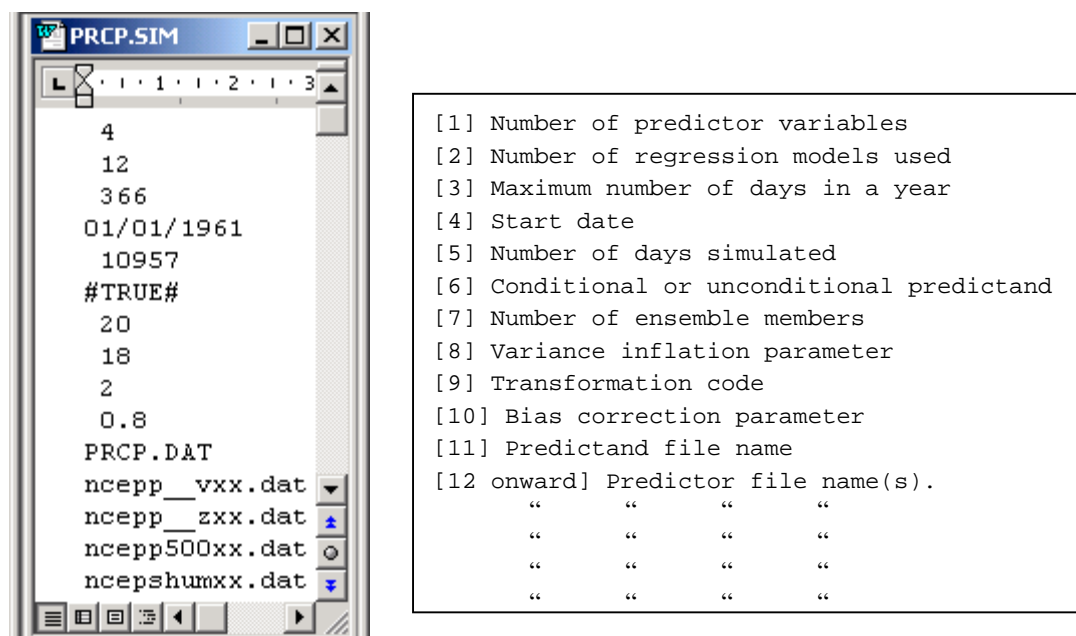 PRCP.SIM
L · ı · 1 · ı · 2 · ı · 3
4
12
366
01/01/1961
10957
#TRUE#
20
18
2
0.8
PRCP.DAT
ncepp__vxx.dat
ncepp__zxx.dat
ncepp500xx.dat
ncepshumxx.dat
[1] Number of predictor variables
[2] Number of regression models used
[3] Maximum number of days in a year
[4] Start date
[5] Number of days simulated
[6] Conditional or unconditional predictand
[7] Number of ensemble members
[8] Variance inflation parameter
[9] Transformation code
[10] Bias correction parameter
[11] Predictand file name
[12 onward] Predictor file name(s).
“ “ “ “
“ “ “ “
“ “ “ “
“ “ “ “